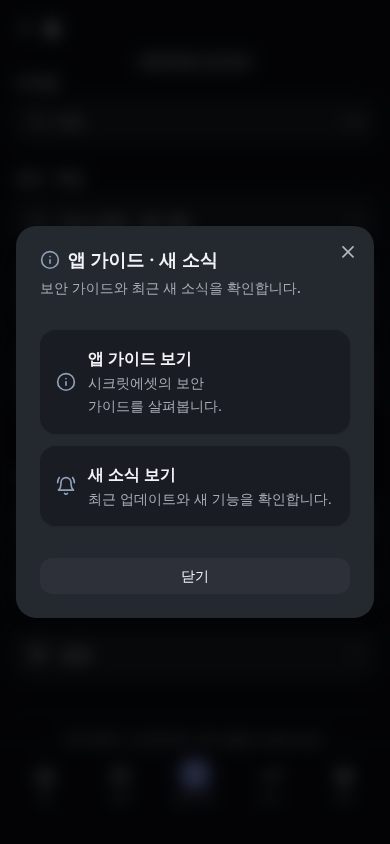 앱 가이드 · 새 소식
보안 가이드와 최근 새 소식을 확인합니다.
앱 가이드 보기
시크릿에셋의 보안
가이드를 살펴봅니다.
새 소식 보기
최근 업데이트와 새 기능을 확인합니다.
닫기